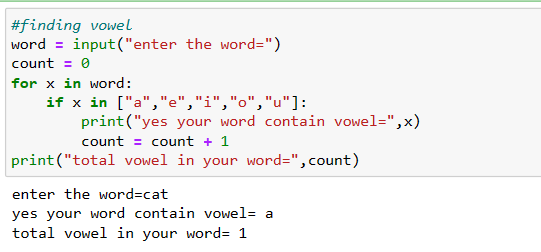 #finding vowel
word = input("enter the word=")
count = 0
for x in word:
    if x in ["a","e","i","o","u"]:
        print("yes your word contain vowel=",x)
        count = count + 1
print("total vowel in your word=",count)
enter the word=cat
yes your word contain vowel= a
total vowel in your word= 1